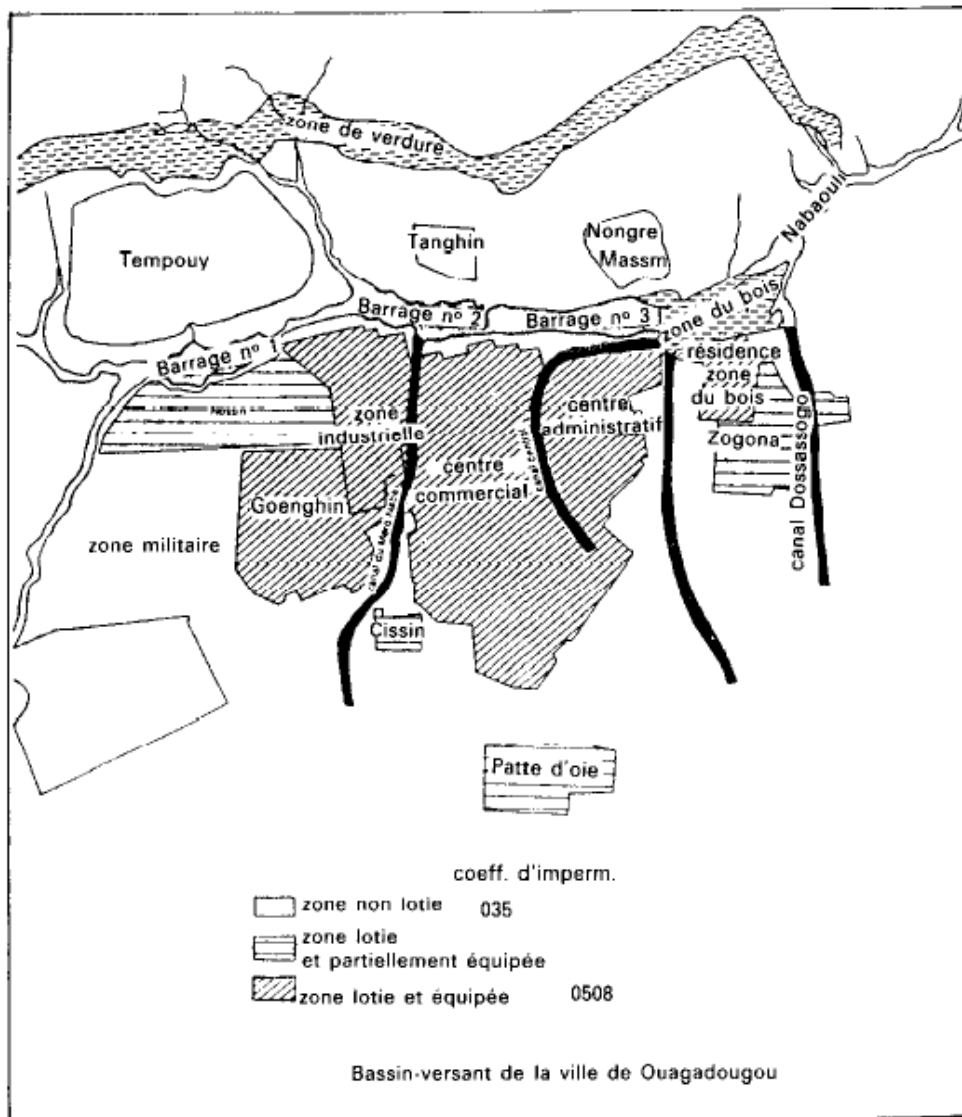 zone de verdure
Nabaouli
Tempouy
Tanghin
Nongre
Massm
Barrage nº 1
Barrage nº 2
Barrage nº 3
zone du bois
résidence
zone
du bois
zone
industrielle
centre
administratif
Zogona
centre
commercial
Goenghin
canal Dossassogo
zone militaire
Cissin
Patte d'oie
coeff. d'imperm.
zone non lotie 035
zone lotie
et partiellement équipée
zone lotie et équipée 0508
Bassin-versant de la ville de Ouagadougou